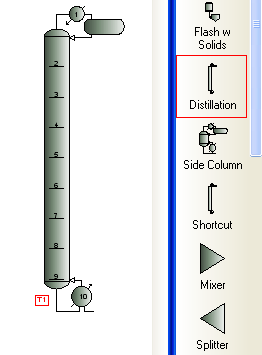 1
2
3
4
5
6
7
8
9
10
T1
Flash w
Solids
Distillation
Side Column
Shortcut
Mixer
Splitter